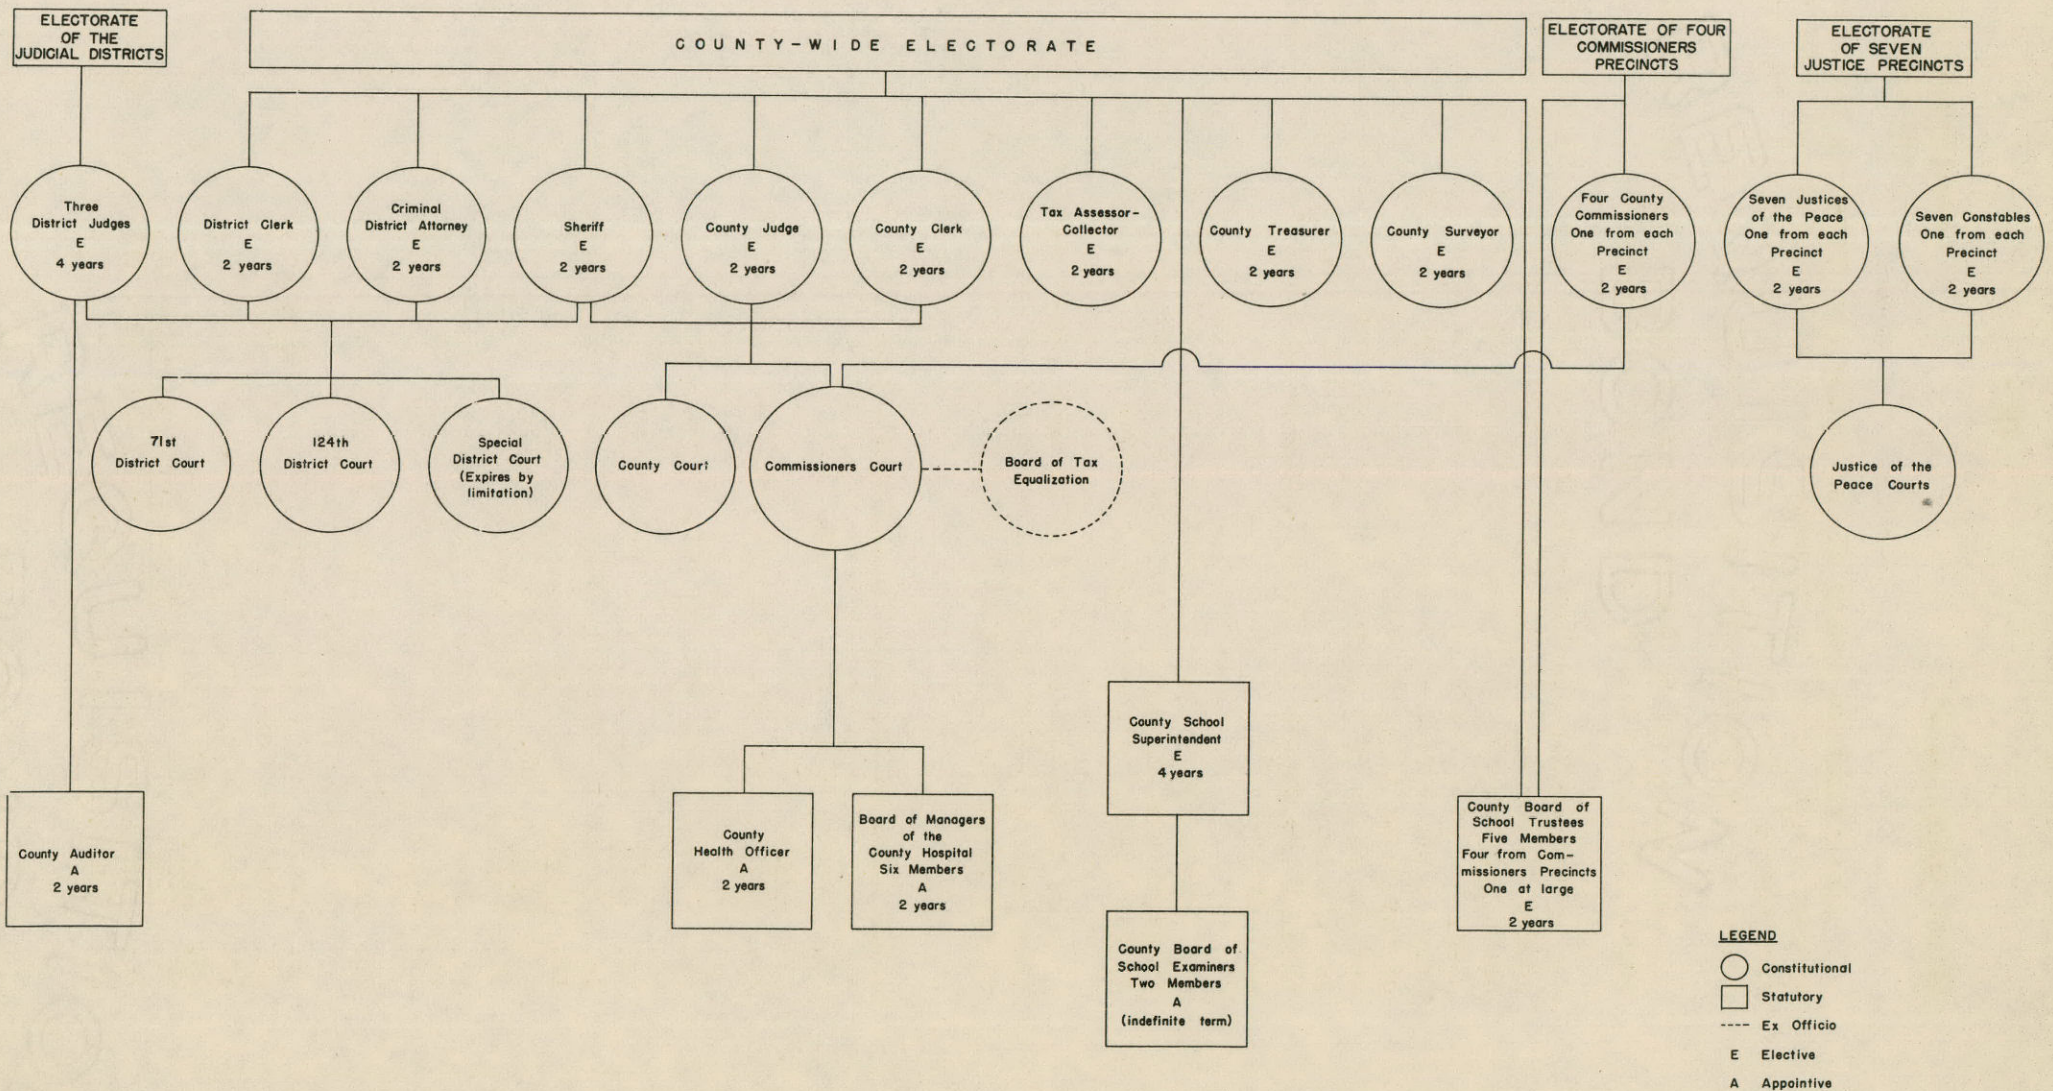 ELECTORATE
OF THE
JUDICIAL DISTRICTS
COUNTY-WIDE ELECTORATE
ELECTORATE OF FOUR
COMMISSIONERS
PRECINCTS
ELECTORATE
OF SEVEN
JUSTICE PRECINCTS
Three
District Judges
E
4 years
District Clerk
E
2 years
Criminal
District Attorney
E
2 years
Sheriff
E
2 years
County Judge
E
2 years
County Clerk
E
2 years
Tax Assessor-
Collector
E
2 years
County Treasurer
E
2 years
County Surveyor
E
2 years
Four County
Commissioners
One from each
Precinct
E
2 years
Seven Justices
of the Peace
One from each
Precinct
E
2 years
Seven Constables
One from each
Precinct
E
2 years
71st
District Court
124th
District Court
Special
District Court
(Expires by
limitation)
County Court
Commissioners Court
Board of Tax
Equalization
Justice of the
Peace Courts
County School
Superintendent
E
4 years
County Auditor
A
2 years
County
Health Officer
A
2 years
Board of Managers
of the
County Hospital
Six Members
A
2 years
County Board of
School Trustees
Five Members
Four from Com-
missioners Precincts
One at large
E
2 years
County Board of
School Examiners
Two Members
A
(indefinite term)
LEGEND
Constitutional
Statutory
---- Ex Officio
E Elective
A Appointive